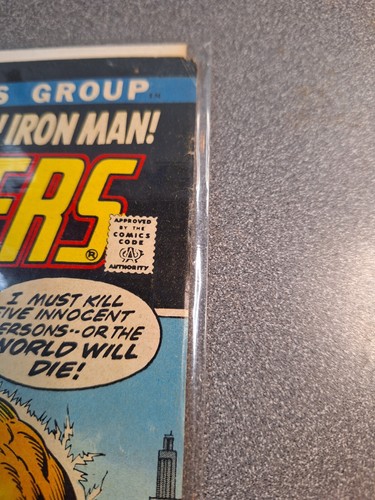 S GROUP
IRON MAN!
ERS
®
APPROVED
BY THE
COMICS
CODE
AUTHORITY
I MUST KILL
FIVE INNOCENT
PERSONS--OR THE
WORLD WILL
DIE!